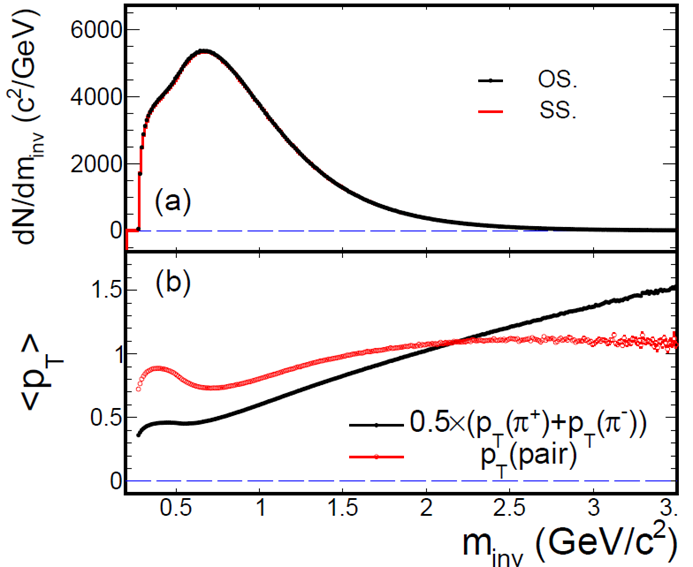 dN/dm_inv (c²/GeV)
6000
4000
2000
0
OS.
SS.
(a)
(b)
<p_T>
1.5
1
0.5
0
0.5×(p_T(π⁺)+p_T(π⁻))
p_T(pair)
0.5 1 1.5 2 2.5 3 3.
m_inv (GeV/c²)